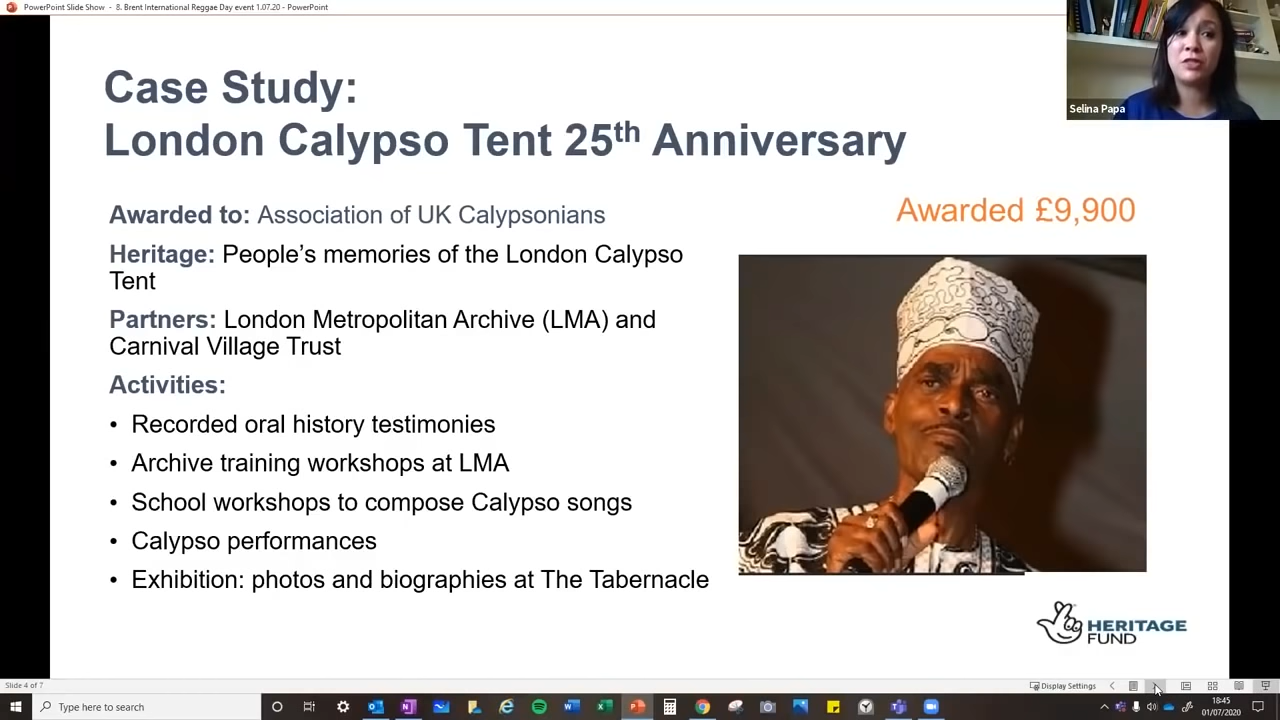 PowerPoint Slide Show - 8. Brent International Reggae Day event 1.07.20 - PowerPoint
Selina Papa
Case Study:
London Calypso Tent 25th Anniversary
Awarded to: Association of UK Calypsonians
Heritage: People’s memories of the London Calypso
Tent
Partners: London Metropolitan Archive (LMA) and
Carnival Village Trust
Activities:
• Recorded oral history testimonies
• Archive training workshops at LMA
• School workshops to compose Calypso songs
• Calypso performances
• Exhibition: photos and biographies at The Tabernacle
Awarded £9,900
HERITAGE
FUND
Slide 4 of 7
Display Settings
Type here to search
18:45
01/07/2020